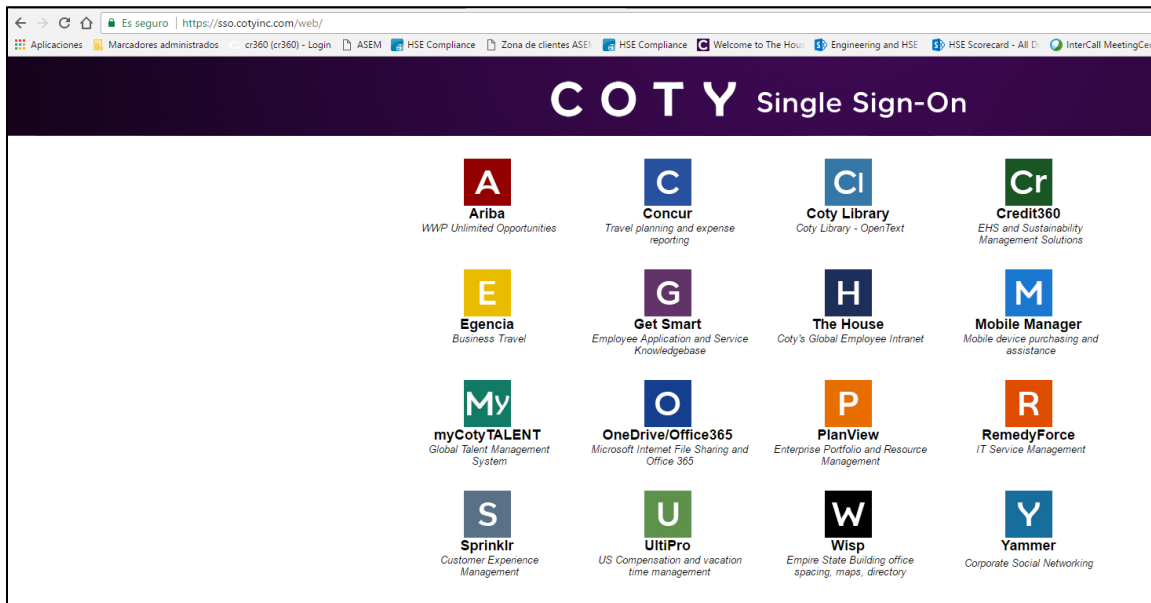 Es seguro | https://sso.cotyinc.com/web/
Aplicaciones Marcadores administrados cr360 (cr360) - Login ASEM HSE Compliance Zona de clientes ASE HSE Compliance Welcome to The Hou Engineering and HSE HSE Scorecard - All D InterCall MeetingCen
COTY Single Sign-On
A C Cl Cr
Ariba Concur Coty Library Credit360
WWP Unlimited Opportunities Travel planning and expense Coty Library - OpenText EHS and Sustainability
reporting Management Solutions
E G H M
Egencia Get Smart The House Mobile Manager
Business Travel Employee Application and Service Coty's Global Employee Intranet Mobile device purchasing and
Knowledgebase assistance
My O P R
myCotyTALENT OneDrive/Office365 PlanView RemedyForce
Global Talent Management Microsoft Internet File Sharing and Enterprise Portfolio and Resource IT Service Management
System Office 365 Management
S U W Y
Sprinklr UltiPro Wisp Yammer
Customer Experience US Compensation and vacation Empire State Building office Corporate Social Networking
Management time management spacing, maps, directory